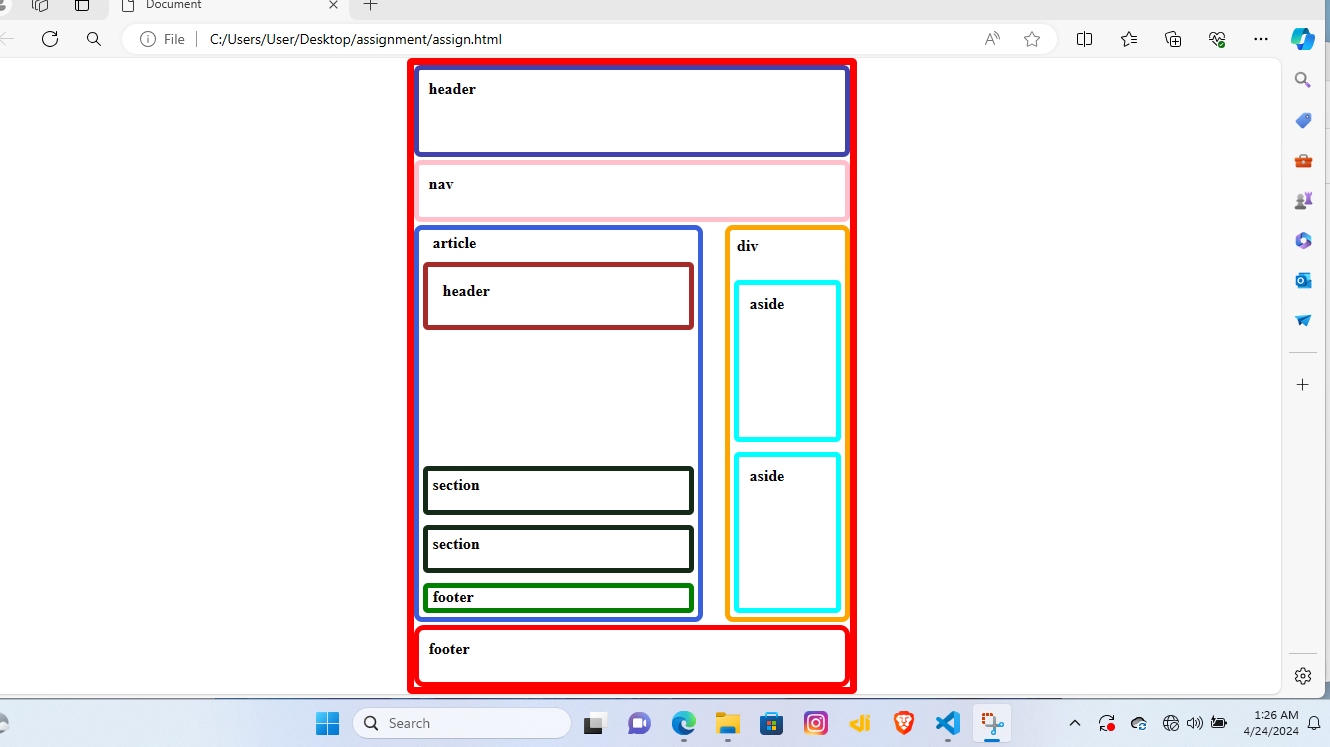 Document
File
C:/Users/User/Desktop/assignment/assign.html
header
nav
article
div
header
aside
section
aside
section
footer
footer
Search
1:26 AM
4/24/2024